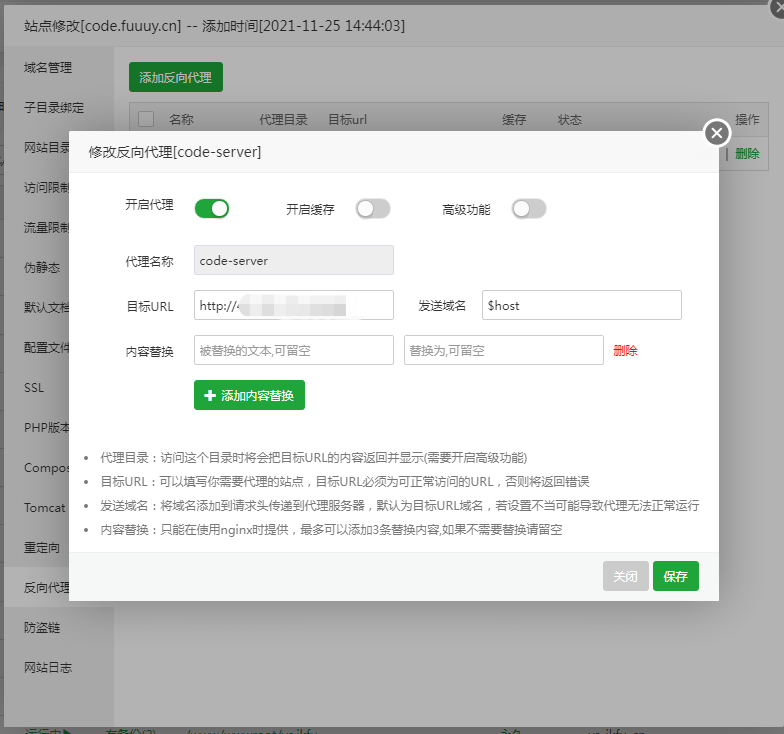 站点修改[code.fuuuy.cn] -- 添加时间[2021-11-25 14:44:03]
域名管理
添加反向代理
子目录绑定
名称 代理目录 目标url 缓存 状态 操作
网站目录
删除
修改反向代理[code-server]
访问限制
开启代理 开启缓存 高级功能
流量限制
伪静态
代理名称 code-server
默认文档
目标URL http:// 发送域名 $host
配置文件
内容替换 被替换的文本,可留空 替换为,可留空 删除
SSL
添加内容替换
PHP版本
代理目录：访问这个目录时将会把目标URL的内容返回并显示(需要开启高级功能)
Compos
目标URL：可以填写你需要代理的站点，目标URL必须为可正常访问的URL，否则将返回错误
Tomcat
发送域名：将域名添加到请求头传递到代理服务器，默认为目标URL域名，若设置不当可能导致代理无法正常运行
内容替换：只能在使用nginx时提供，最多可以添加3条替换内容,如果不需要替换请留空
重定向
关闭 保存
反向代理
防盗链
网站日志